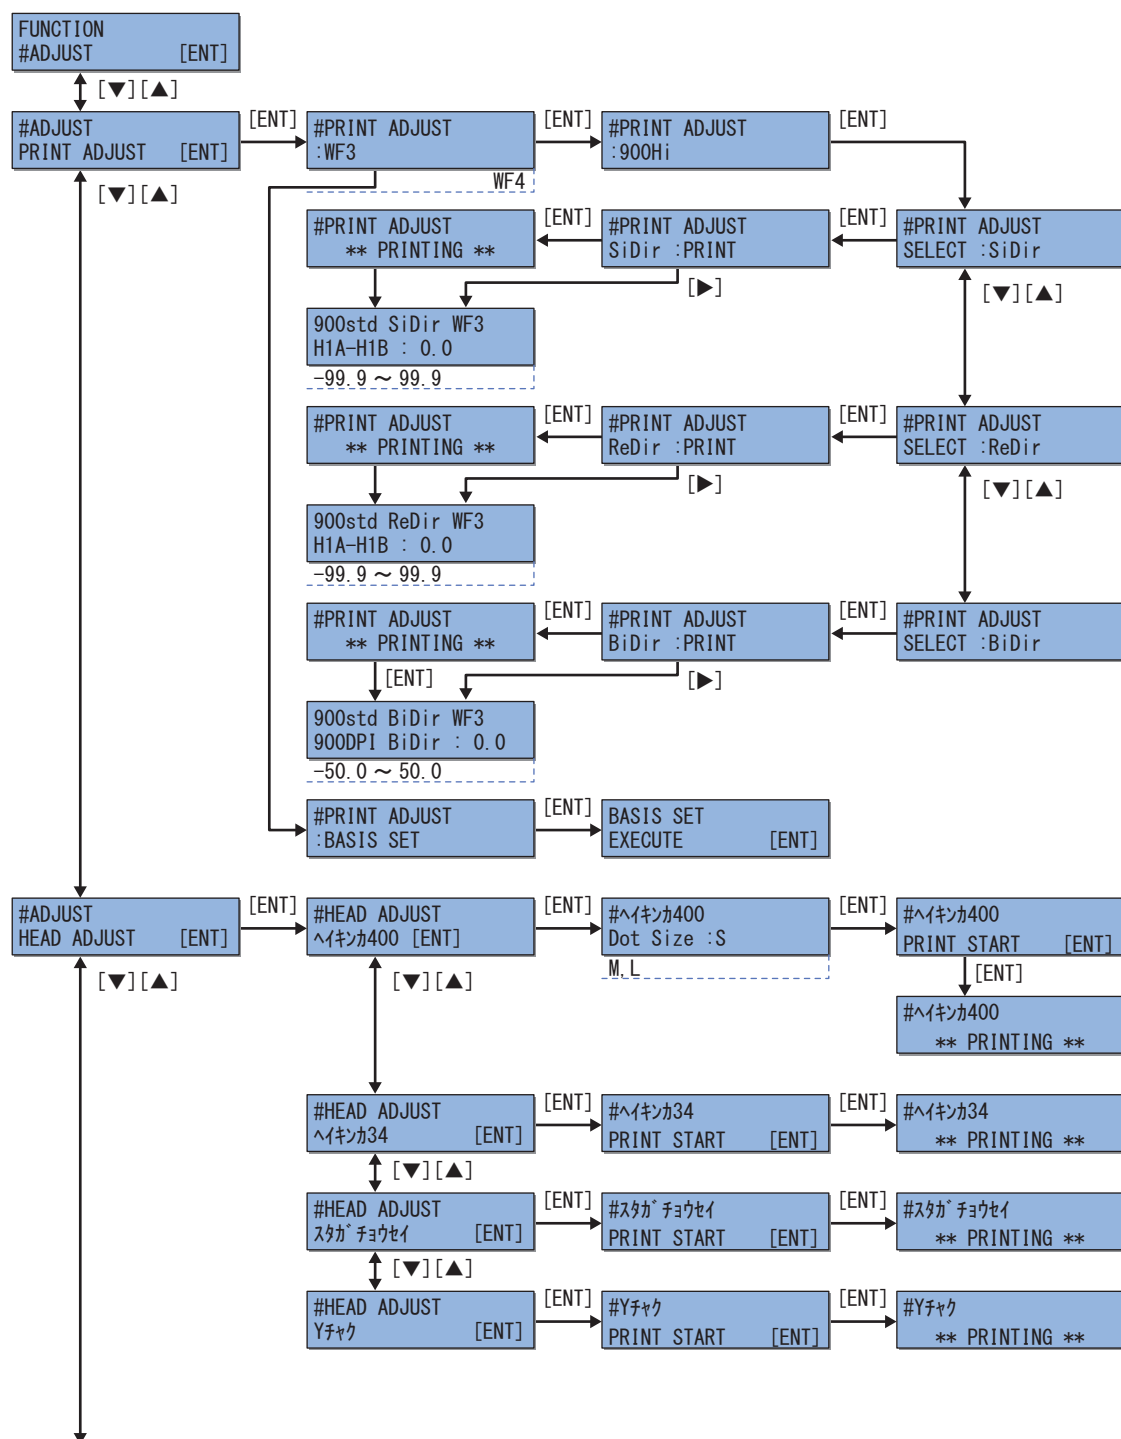 FUNCTION
#ADJUST [ENT]
[▼][▲]
#ADJUST
PRINT ADJUST [ENT]
[ENT]
#PRINT ADJUST
:WF3
WF4
[ENT]
#PRINT ADJUST
:900Hi
[ENT]
[▼][▲]
#PRINT ADJUST
** PRINTING **
[ENT]
#PRINT ADJUST
SiDir :PRINT
[ENT]
#PRINT ADJUST
SELECT :SiDir
[▶]
[▼][▲]
900std SiDir WF3
H1A-H1B : 0.0
-99.9 ～ 99.9
#PRINT ADJUST
** PRINTING **
[ENT]
#PRINT ADJUST
ReDir :PRINT
[ENT]
#PRINT ADJUST
SELECT :ReDir
[▶]
[▼][▲]
900std ReDir WF3
H1A-H1B : 0.0
-99.9 ～ 99.9
#PRINT ADJUST
** PRINTING **
[ENT]
#PRINT ADJUST
BiDir :PRINT
[ENT]
#PRINT ADJUST
SELECT :BiDir
[ENT]
[▶]
900std BiDir WF3
900DPI BiDir : 0.0
-50.0 ～ 50.0
#PRINT ADJUST
:BASIS SET
[ENT]
BASIS SET
EXECUTE [ENT]
#ADJUST
HEAD ADJUST [ENT]
[ENT]
#HEAD ADJUST
ﾍｲｷﾝｶ400 [ENT]
[ENT]
#ﾍｲｷﾝｶ400
Dot Size :S
M,L
[ENT]
#ﾍｲｷﾝｶ400
PRINT START [ENT]
[▼][▲]
[▼][▲]
[ENT]
#ﾍｲｷﾝｶ400
** PRINTING **
#HEAD ADJUST
ﾍｲｷﾝｶ34 [ENT]
[ENT]
#ﾍｲｷﾝｶ34
PRINT START [ENT]
[ENT]
#ﾍｲｷﾝｶ34
** PRINTING **
[▼][▲]
#HEAD ADJUST
ｽﾀｶﾞﾁｮｳｾｲ [ENT]
[ENT]
#ｽﾀｶﾞﾁｮｳｾｲ
PRINT START [ENT]
[ENT]
#ｽﾀｶﾞﾁｮｳｾｲ
** PRINTING **
[▼][▲]
#HEAD ADJUST
Yﾁｬｸ [ENT]
[ENT]
#Yﾁｬｸ
PRINT START [ENT]
[ENT]
#Yﾁｬｸ
** PRINTING **